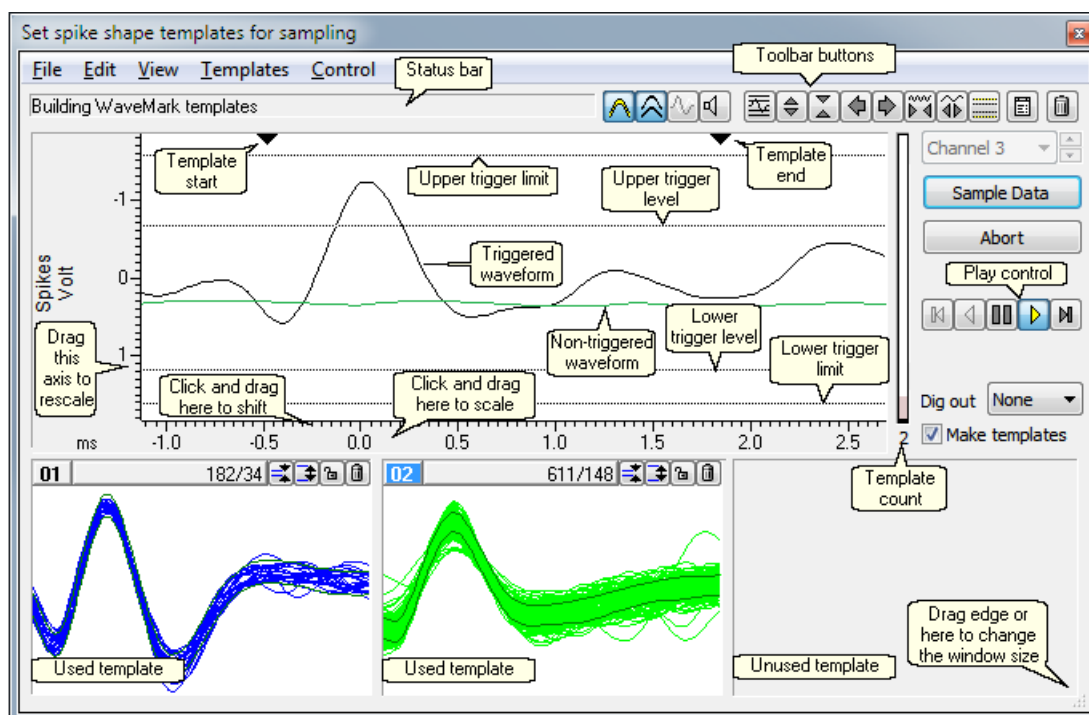 Set spike shape templates for sampling
File Edit View Templates Control
Status bar
Toolbar buttons
Building WaveMark templates
Template
start
Upper trigger limit
Upper trigger
level
Template
end
Channel 3
Sample Data
Abort
Play control
-1
0
1
Spikes
Volt
Triggered
waveform
Non-triggered
waveform
Lower
trigger level
Lower trigger
limit
Drag
this
axis to
rescale
Click and drag
here to shift
Click and drag
here to scale
Dig out None
Make templates
ms -1.0 -0.5 0.0 0.5 1.0 1.5 2.0 2.5
2
Template
count
01 182/34
02 611/148
Used template
Used template
Unused template
Drag edge or
here to change
the window size